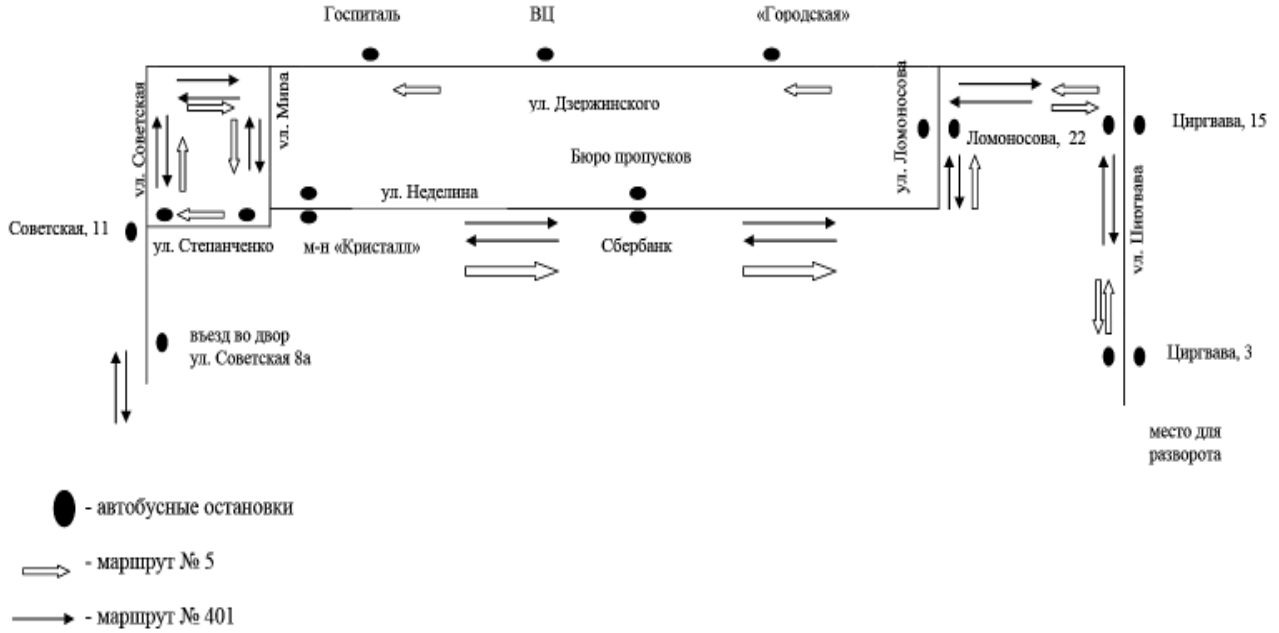 Госпиталь
ВЦ
«Городская»
ул. Советская
ул. Мира
ул. Дзержинского
ул. Ломоносова
Ломоносова, 22
Циргвава, 15
Бюро пропусков
ул. Неделина
Советская, 11
ул. Степанченко
м-н «Кристалл»
Сбербанк
ул. Циргвава
въезд во двор
ул. Советская 8а
Циргвава, 3
место для
разворота
- автобусные остановки
- маршрут № 5
- маршрут № 401